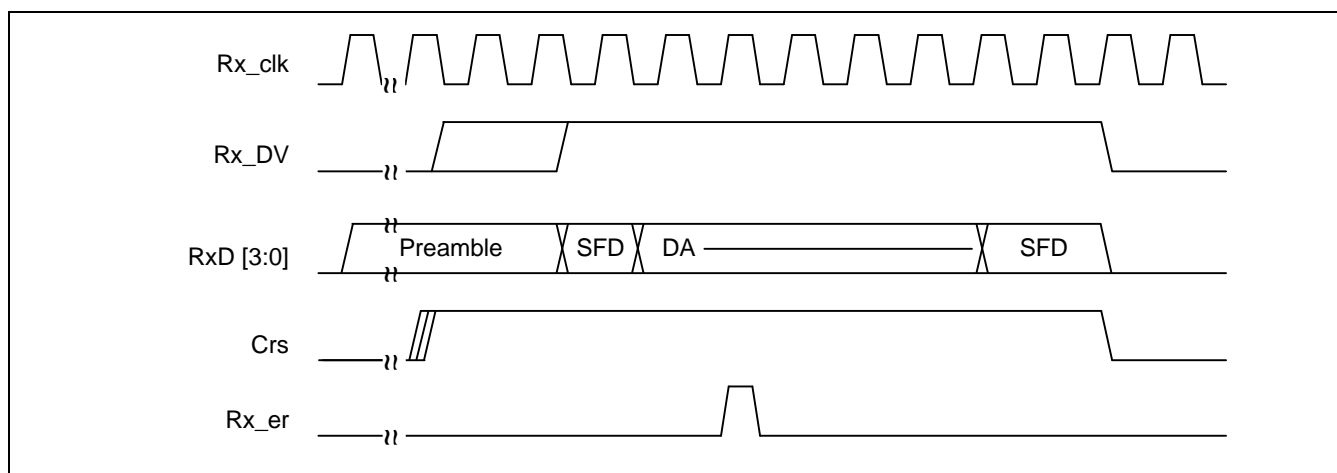 Rx_clk
Rx_DV
RxD [3:0]
Preamble SFD DA SFD
Crs
Rx_er